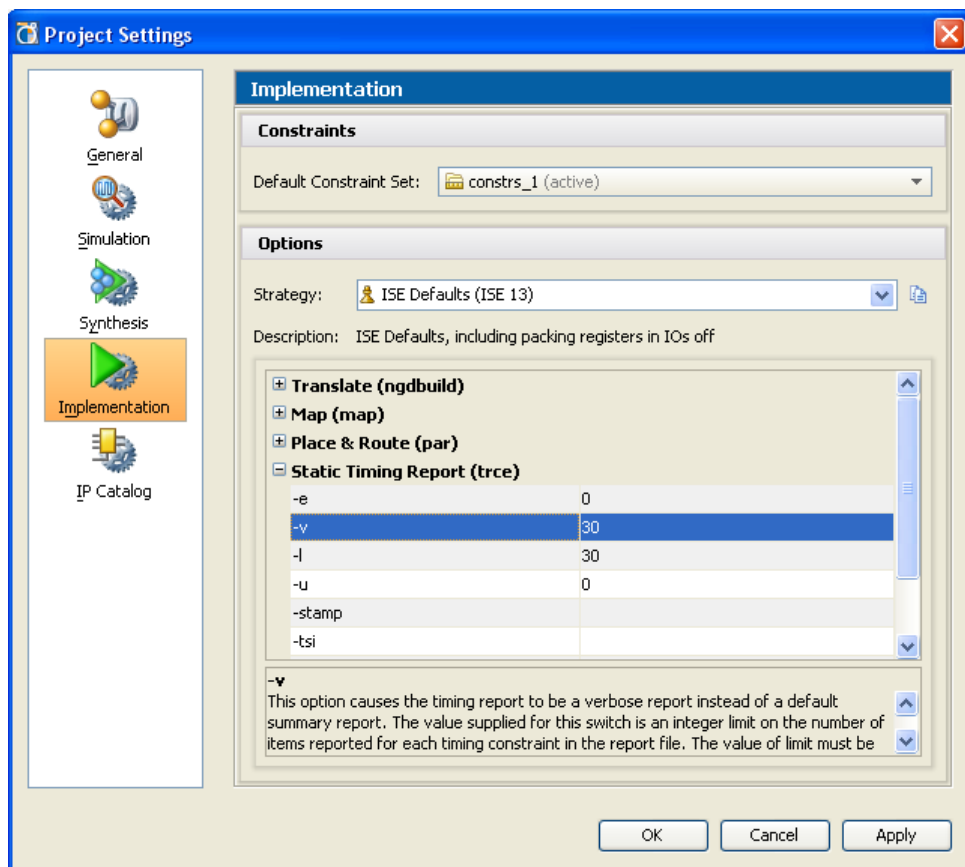 Project Settings
General
Simulation
Synthesis
Implementation
IP Catalog
Implementation
Constraints
Default Constraint Set: constrs_1 (active)
Options
Strategy: ISE Defaults (ISE 13)
Description: ISE Defaults, including packing registers in IOs off
Translate (ngdbuild)
Map (map)
Place & Route (par)
Static Timing Report (trce)
-e 0
-v 30
-l 30
-u 0
-stamp
-tsi
-v
This option causes the timing report to be a verbose report instead of a default
summary report. The value supplied for this switch is an integer limit on the number of
items reported for each timing constraint in the report file. The value of limit must be
OK Cancel Apply